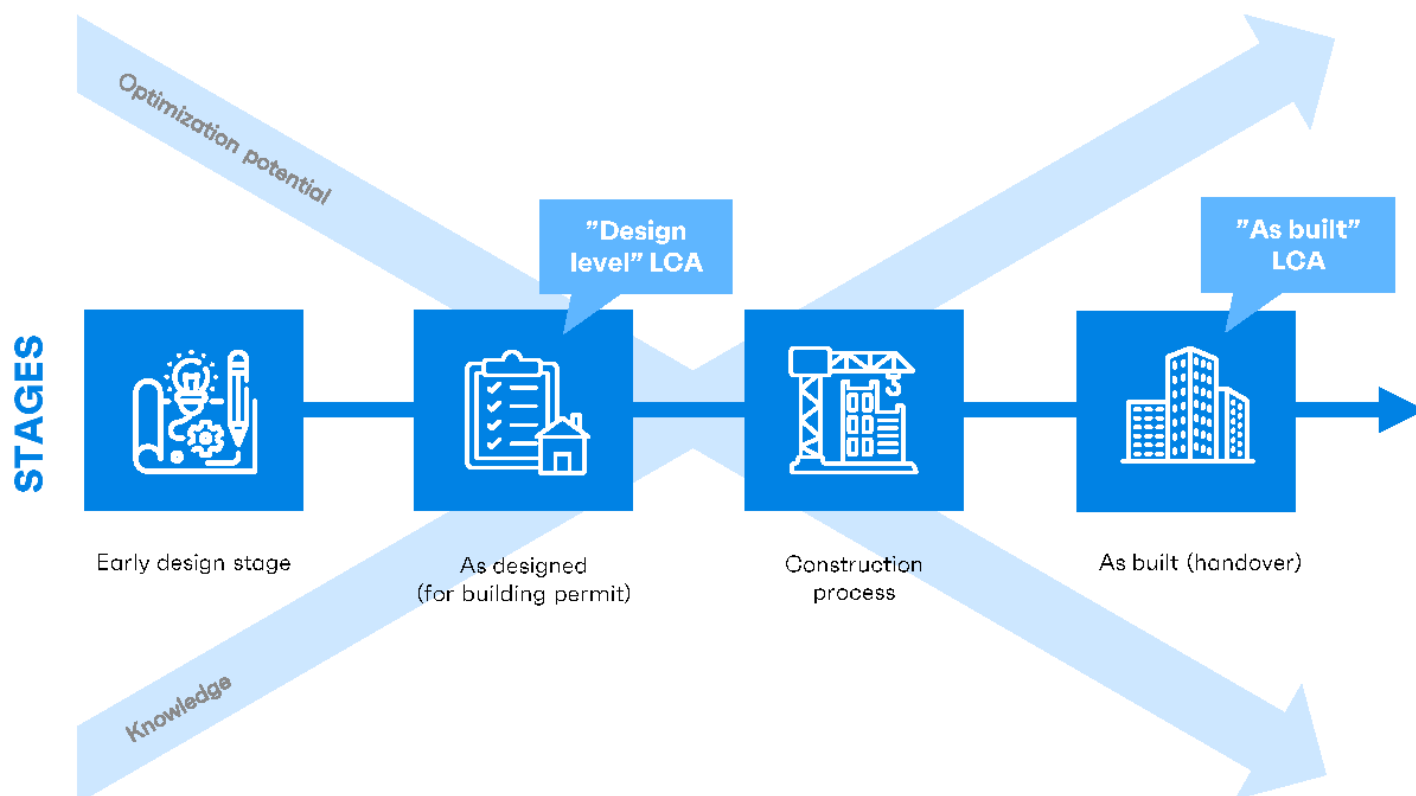 Optimization potential
”Design
level” LCA
”As built”
LCA
STAGES
Early design stage
As designed
(for building permit)
Construction
process
As built (handover)
Knowledge